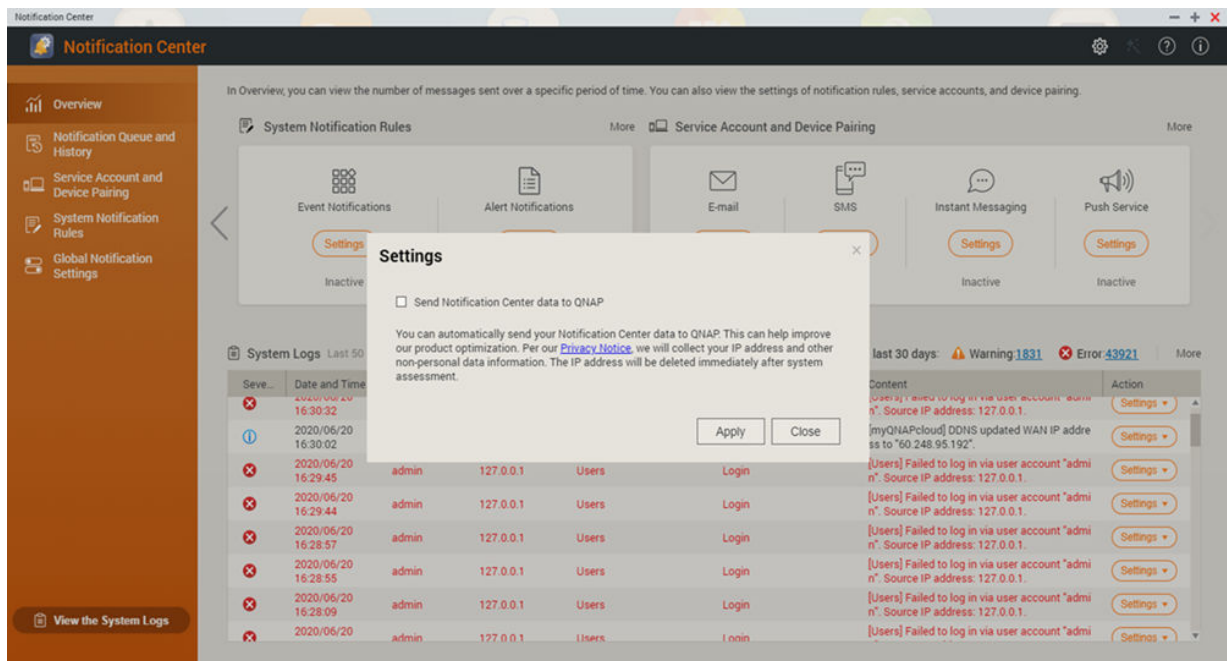 Notification Center
Notification Center
In Overview, you can view the number of messages sent over a specific period of time. You can also view the settings of notification rules, service accounts, and device pairing.
Overview
Notification Queue and
History
Service Account and
Device Pairing
System Notification
Rules
Global Notification
Settings
View the System Logs
System Notification Rules
More
Service Account and Device Pairing
More
Event Notifications
Alert Notifications
E-mail
SMS
Instant Messaging
Push Service
Settings
Settings
Settings
Inactive
Inactive
Inactive
Settings
Send Notification Center data to QNAP
You can automatically send your Notification Center data to QNAP. This can help improve
our product optimization. Per our Privacy Notice, we will collect your IP address and other
non-personal data information. The IP address will be deleted immediately after system
assessment.
Apply
Close
System Logs Last 50
last 30 days: Warning:1831 Error:43921 More
Seve... Date and Time Content Action
16:30:32 n". Source IP address: 127.0.0.1. Settings
2020/06/20 [myQNAPcloud] DDNS updated WAN IP addre
16:30:02 ss to "60.248.95.192". Settings
2020/06/20 [Users] Failed to log in via user account "admi
16:29:45 admin 127.0.0.1 Users Login n". Source IP address: 127.0.0.1. Settings
2020/06/20 [Users] Failed to log in via user account "admi
16:29:44 admin 127.0.0.1 Users Login n". Source IP address: 127.0.0.1. Settings
2020/06/20 [Users] Failed to log in via user account "admi
16:28:57 admin 127.0.0.1 Users Login n". Source IP address: 127.0.0.1. Settings
2020/06/20 [Users] Failed to log in via user account "admi
16:28:55 admin 127.0.0.1 Users Login n". Source IP address: 127.0.0.1. Settings
2020/06/20 [Users] Failed to log in via user account "admi
16:28:09 admin 127.0.0.1 Users Login n". Source IP address: 127.0.0.1. Settings
2020/06/20 [Users] Failed to log in via user account "admi
admin 127.0.0.1 Users Login Settings